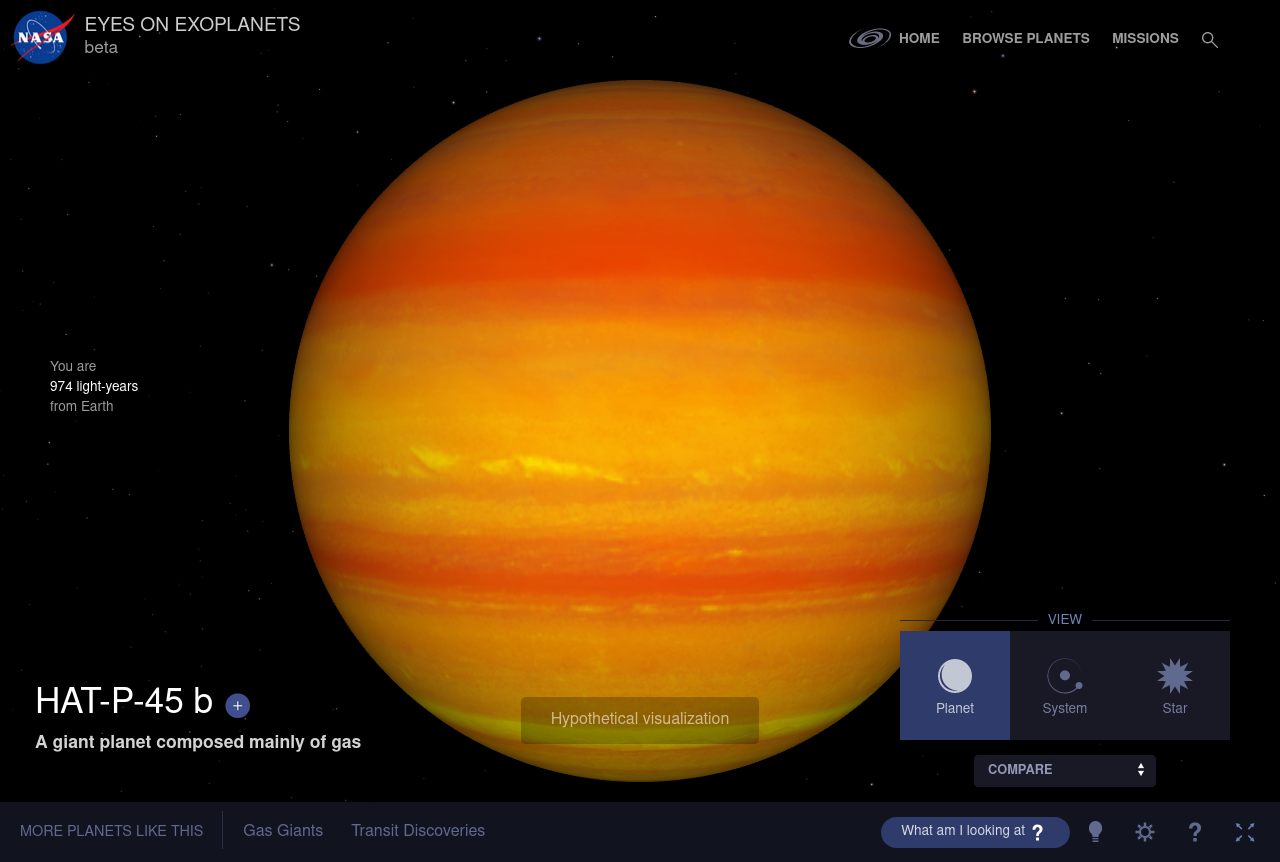 NASA
EYES ON EXOPLANETS
beta
HOME
BROWSE PLANETS
MISSIONS
You are
974 light-years
from Earth
VIEW
Planet
System
Star
HAT-P-45 b +
A giant planet composed mainly of gas
Hypothetical visualization
COMPARE
MORE PLANETS LIKE THIS
Gas Giants
Transit Discoveries
What am I looking at ?
?